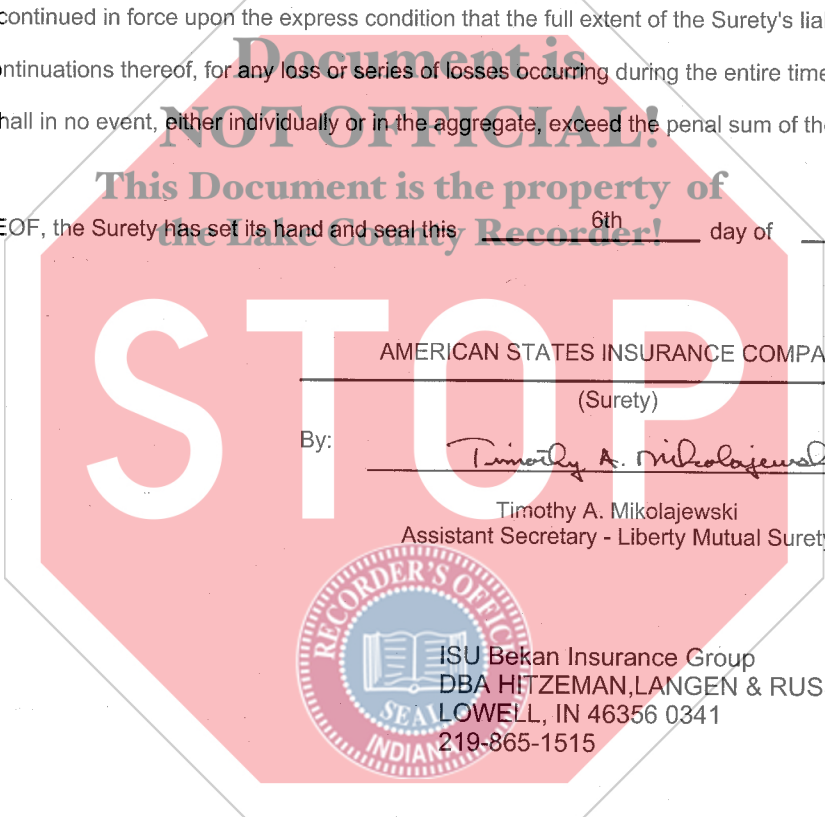 continued in force upon the express condition that the full extent of the Surety's
Document is
ontinuations thereof, for any loss or series of losses occurring during the entire time
NOT OFFICIAL!
hall in no event, either individually or in the aggregate, exceed the penal sum of
This Document is the property of
EOF, the Surety has set its hand and seal this 6th day of
the Lake County Recorder!
STOP
AMERICAN STATES INSURANCE COMPA
(Surety)
By: Timothy A. Mikolajewsk
Timothy A. Mikolajewski
Assistant Secretary - Liberty Mutual Surety
RECORDER'S OFFICE
SEAL
INDIANA
ISU Bekan Insurance Group
DBA HITZEMAN,LANGEN & RUS
LOWELL, IN 46356 0341
219-865-1515